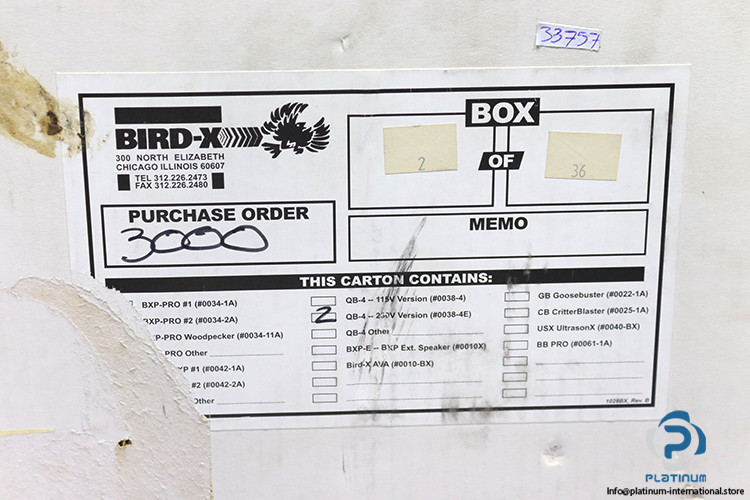 33757
BIRD-X
300 NORTH ELIZABETH
CHICAGO ILLINOIS 60607
TEL 312.226.2473
FAX 312.226.2480
BOX
2
OF
36
PURCHASE ORDER
3000
MEMO
THIS CARTON CONTAINS:
BXP-PRO #1 (#0034-1A)
BXP-PRO #2 (#0034-2A)
XP-PRO Woodpecker (#0034-11A)
P-PRO Other
P #1 (#0042-1A)
#2 (#0042-2A)
Other
QB-4 -- 115V Version (#0038-4)
2 QB-4 -- 230V Version (#0038-4E)
QB-4 Other
BXP-E -- BXP Ext. Speaker (#0010X)
Bird-X AVA (#0010-BX)
GB Goosebuster (#0022-1A)
CB CritterBlaster (#0025-1A)
USX UltrasonX (#0040-BX)
BB PRO (#0061-1A)
1028BX, Rev. B
PLATINUM
INTERNATIONAL
Info@platinum-international.store